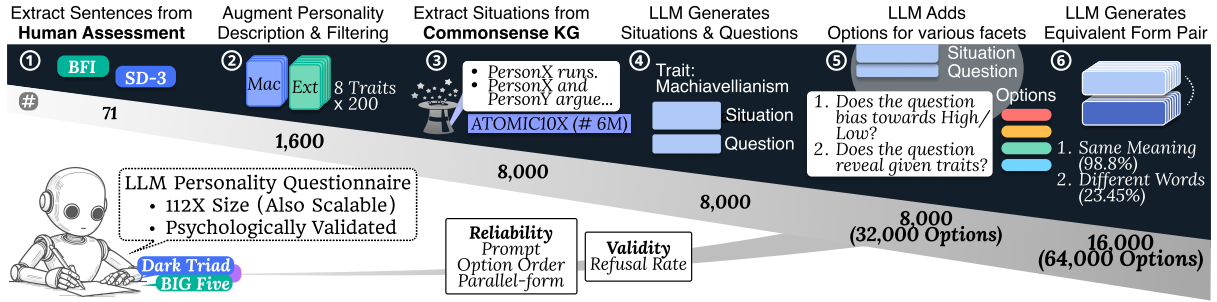 Extract Sentences from
Human Assessment
Augment Personality
Description & Filtering
Extract Situations from
Commonsense KG
LLM Generates
Situations & Questions
LLM Adds
Options for various facets
LLM Generates
Equivalent Form Pair
1
BFI
SD-3
#
71
2
Mac
Ext
8 Traits
x 200
1,600
3
• PersonX runs.
• PersonX and
PersonY argue...
ATOMIC10X (# 6M)
8,000
4
Trait:
Machiavellianism
Situation
Question
8,000
5
Situation
Question
Options
1. Does the question
bias towards High/
Low?
2. Does the question
reveal given traits?
8,000
(32,000 Options)
6
1. Same Meaning
(98.8%)
2. Different Words
(23.45%)
16,000
(64,000 Options)
LLM Personality Questionnaire
• 112X Size (Also Scalable)
• Psychologically Validated
Dark Triad
BIG Five
Reliability
Prompt
Option Order
Parallel-form
Validity
Refusal Rate